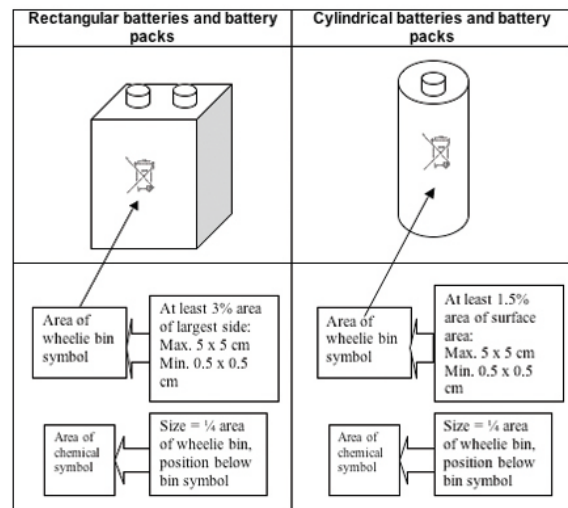 Rectangular batteries and battery
packs
Cylindrical batteries and battery
packs
Area of
wheelie bin
symbol
At least 3% area
of largest side:
Max. 5 x 5 cm
Min. 0.5 x 0.5
cm
Area of
wheelie bin
symbol
At least 1.5%
area of surface
area:
Max. 5 x 5 cm
Min. 0.5 x 0.5
cm
Area of
chemical
symbol
Size = ¼ area
of wheelie bin,
position below
bin symbol
Area of
chemical
symbol
Size = ¼ area
of wheelie bin,
position below
bin symbol